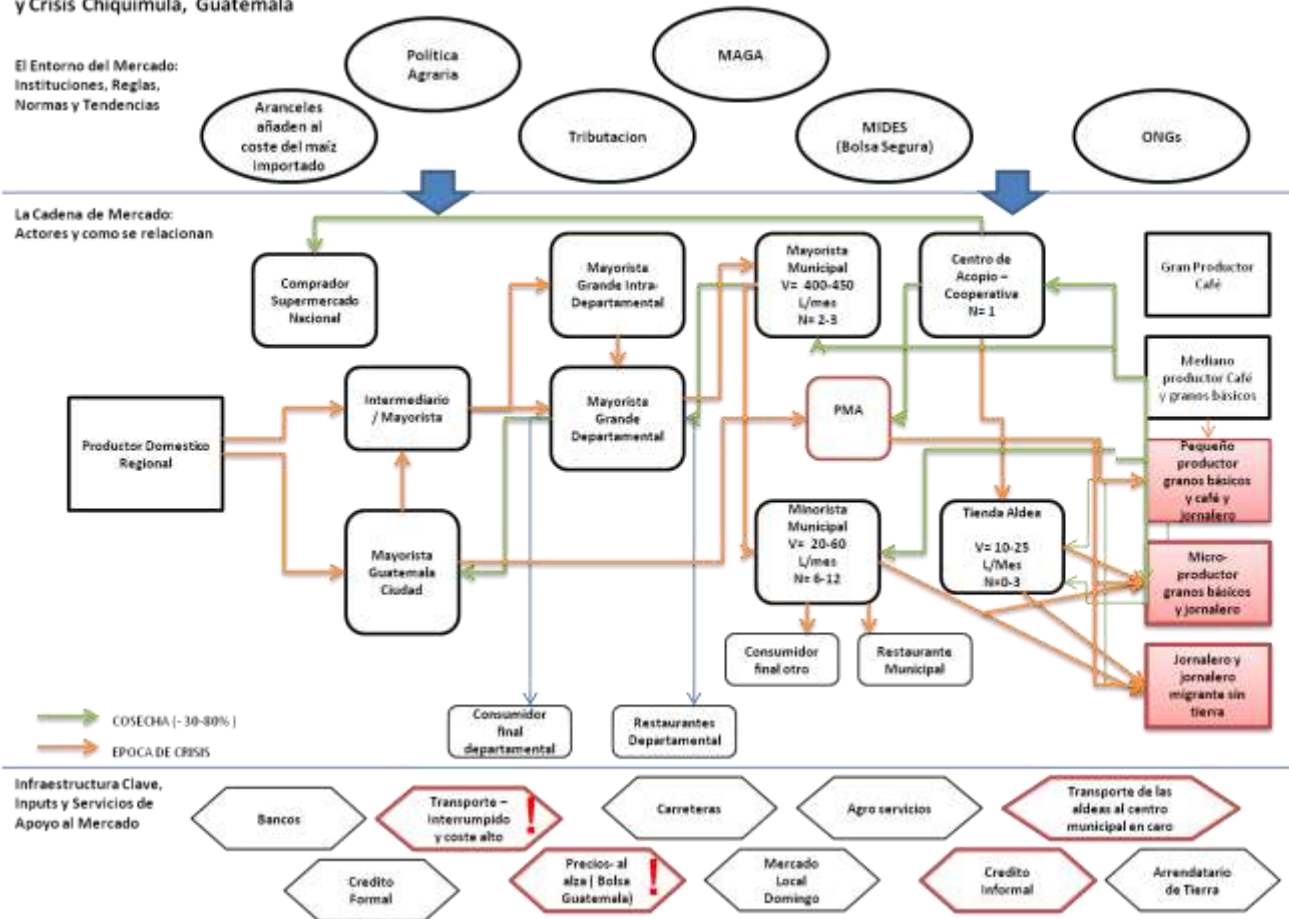 y Crisis Chiquimula, Guatemala
El Entorno del Mercado:
Instituciones, Reglas,
Normas y Tendencias
Política
Agraria
MAGA
Aranceles
añaden al
coste del maíz
importado
Tributacion
MIDES
(Bolsa Segura)
ONGs
La Cadena de Mercado:
Actores y como se relacionan
Comprador
Supermercado
Nacional
Mayorista
Grande Intra-
Departamental
Mayorista
Municipal
V= 400-450
L/mes
N= 2-3
Centro de
Acopio –
Cooperativa
N= 1
Gran Productor
Café
Productor Domestico
Regional
Intermediario
/ Mayorista
Mayorista
Grande
Departamental
PMA
Mediano
productor Café
y granos básicos
Pequeño
productor
granos básicos
y café y
jornalero
Mayorista
Guatemala
Ciudad
Minorista
Municipal
V= 20-60
L/mes
N= 6-12
Tienda Aldea
V= 10-25
L/Mes
N=0-3
Micro-
productor
granos básicos
y jornalero
Consumidor
final otro
Restaurante
Municipal
Jornalero y
jornalero
migrante sin
tierra
COSECHA (- 30-80% )
EPOCA DE CRISIS
Consumidor
final
departamental
Restaurantes
Departamental
Infraestructura Clave,
Inputs y Servicios de
Apoyo al Mercado
Bancos
Transporte –
Interrumpido
y coste alto
!
Carreteras
Agro servicios
Transporte de las
aldeas al centro
municipal en caro
Credito
Formal
Precios- al
alza ( Bolsa
Guatemala)
!
Mercado
Local
Domingo
Credito
Informal
Arrendatario
de Tierra